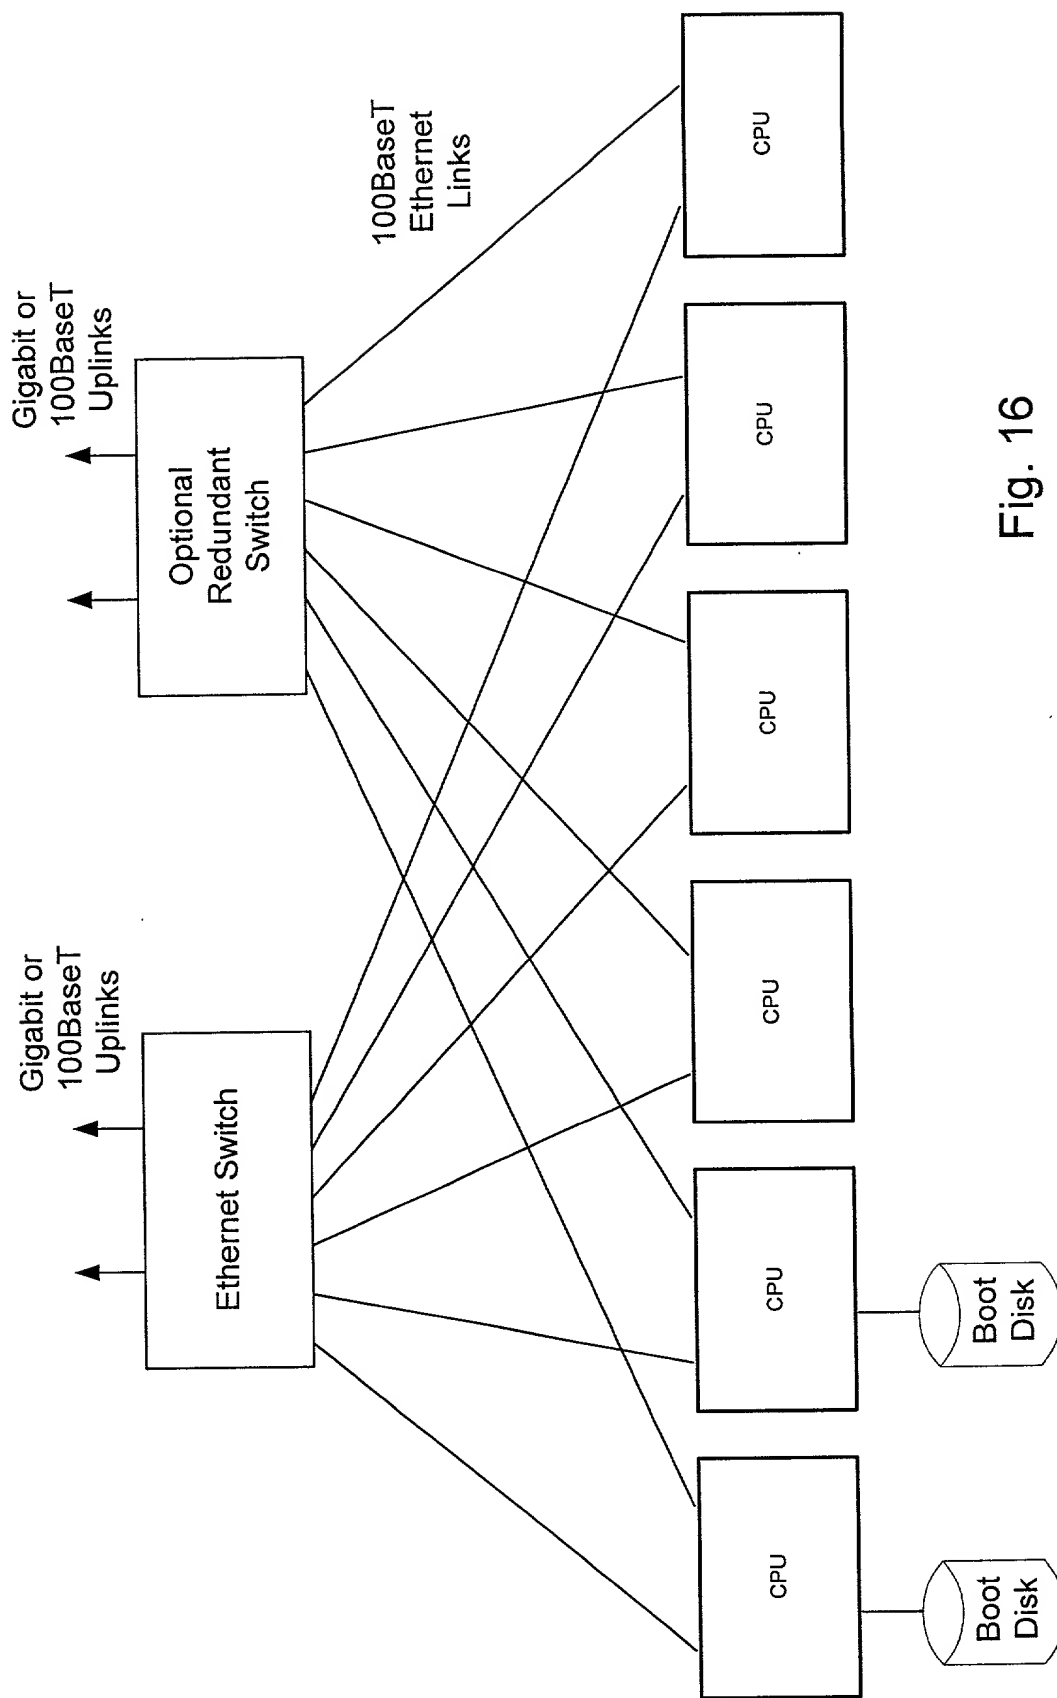 Gigabit or
100BaseT
Uplinks
Gigabit or
100BaseT
Uplinks
Ethernet Switch
Optional
Redundant
Switch
100BaseT
Ethernet
Links
CPU
CPU
CPU
CPU
CPU
CPU
Boot
Disk
Boot
Disk
Fig. 16